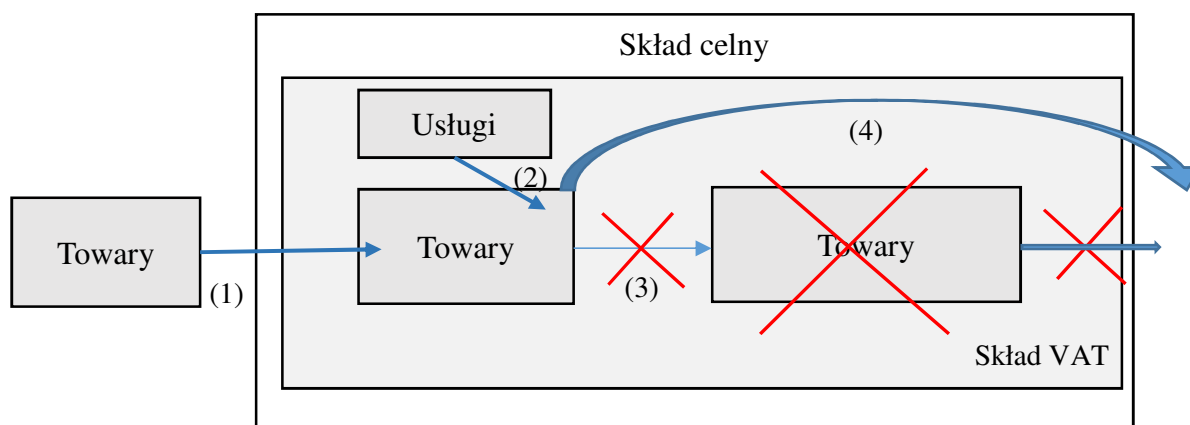 Skład celny
Usługi
(4)
(2)
Towary
Towary
Towary
(1)
(3)
Skład VAT